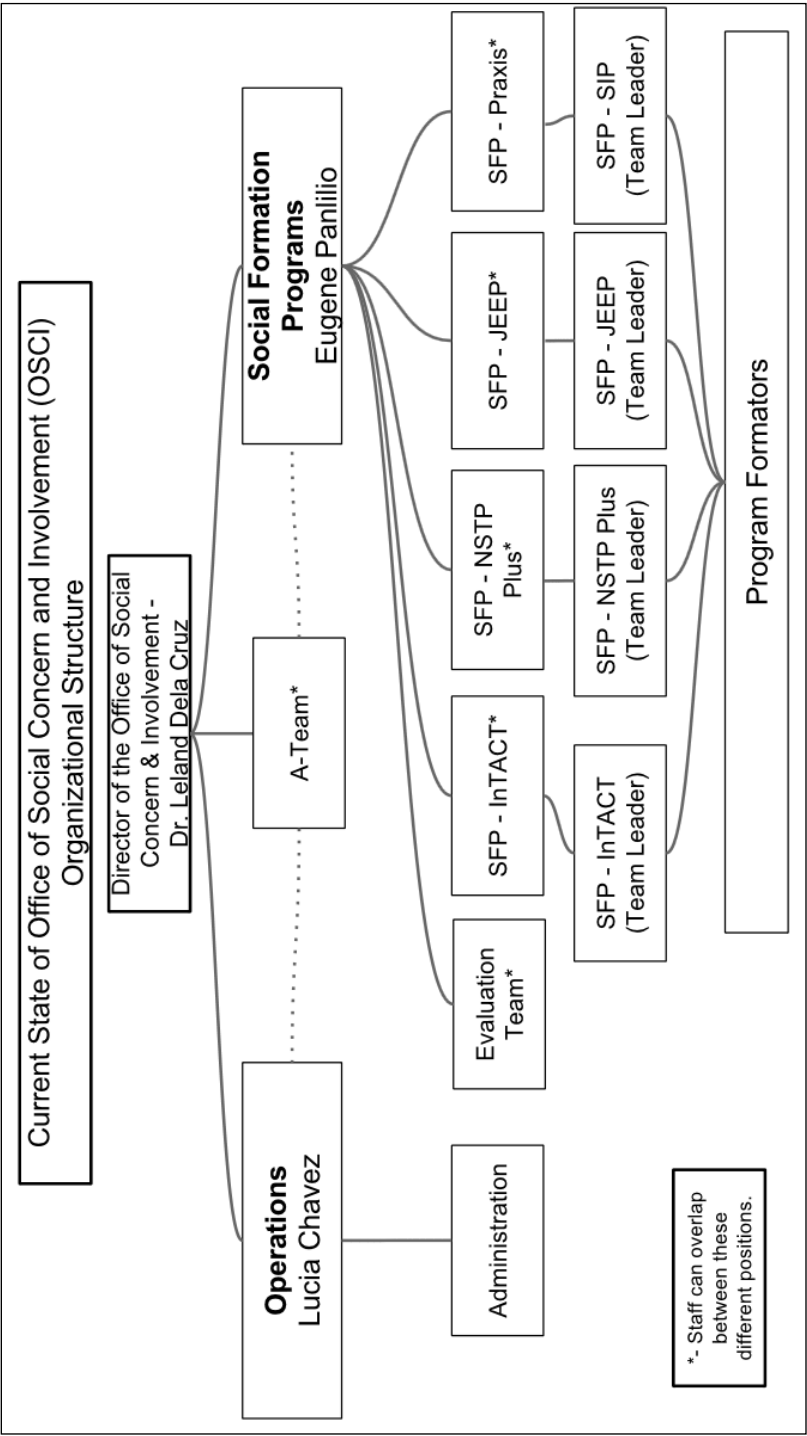 Current State of Office of Social Concern and Involvement (OSCI)
Organizational Structure
Director of the Office of Social
Concern & Involvement -
Dr. Leland Dela Cruz
Operations
Lucia Chavez
A-Team*
Social Formation
Programs
Eugene Panlilio
Administration
Evaluation
Team*
SFP - InTACT*
SFP - NSTP
Plus*
SFP - JEEP*
SFP - Praxis*
SFP - InTACT
(Team Leader)
SFP - NSTP Plus
(Team Leader)
SFP - JEEP
(Team Leader)
SFP - SIP
(Team Leader)
*- Staff can overlap
between these
different positions.
Program Formators